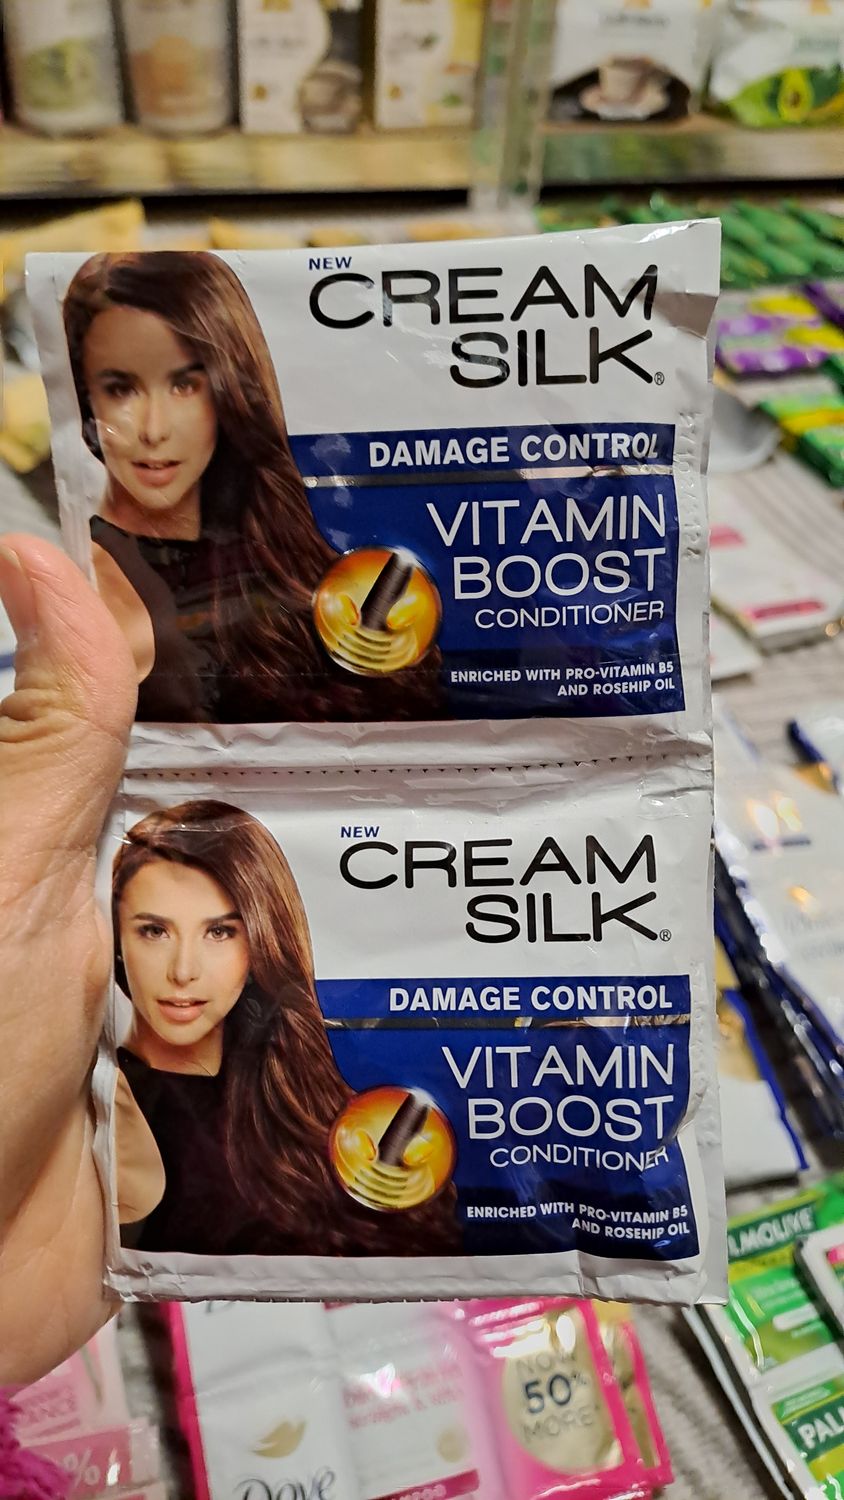 NEW
CREAM
SILK®
DAMAGE CONTROL
VITAMIN
BOOST
CONDITIONER
ENRICHED WITH PRO-VITAMIN B5
AND ROSEHIP OIL
NEW
CREAM
SILK®
DAMAGE CONTROL
VITAMIN
BOOST
CONDITIONER
ENRICHED WITH PRO-VITAMIN B5
AND ROSEHIP OIL
NOW
50%
MORE*
Dove
%
PAL